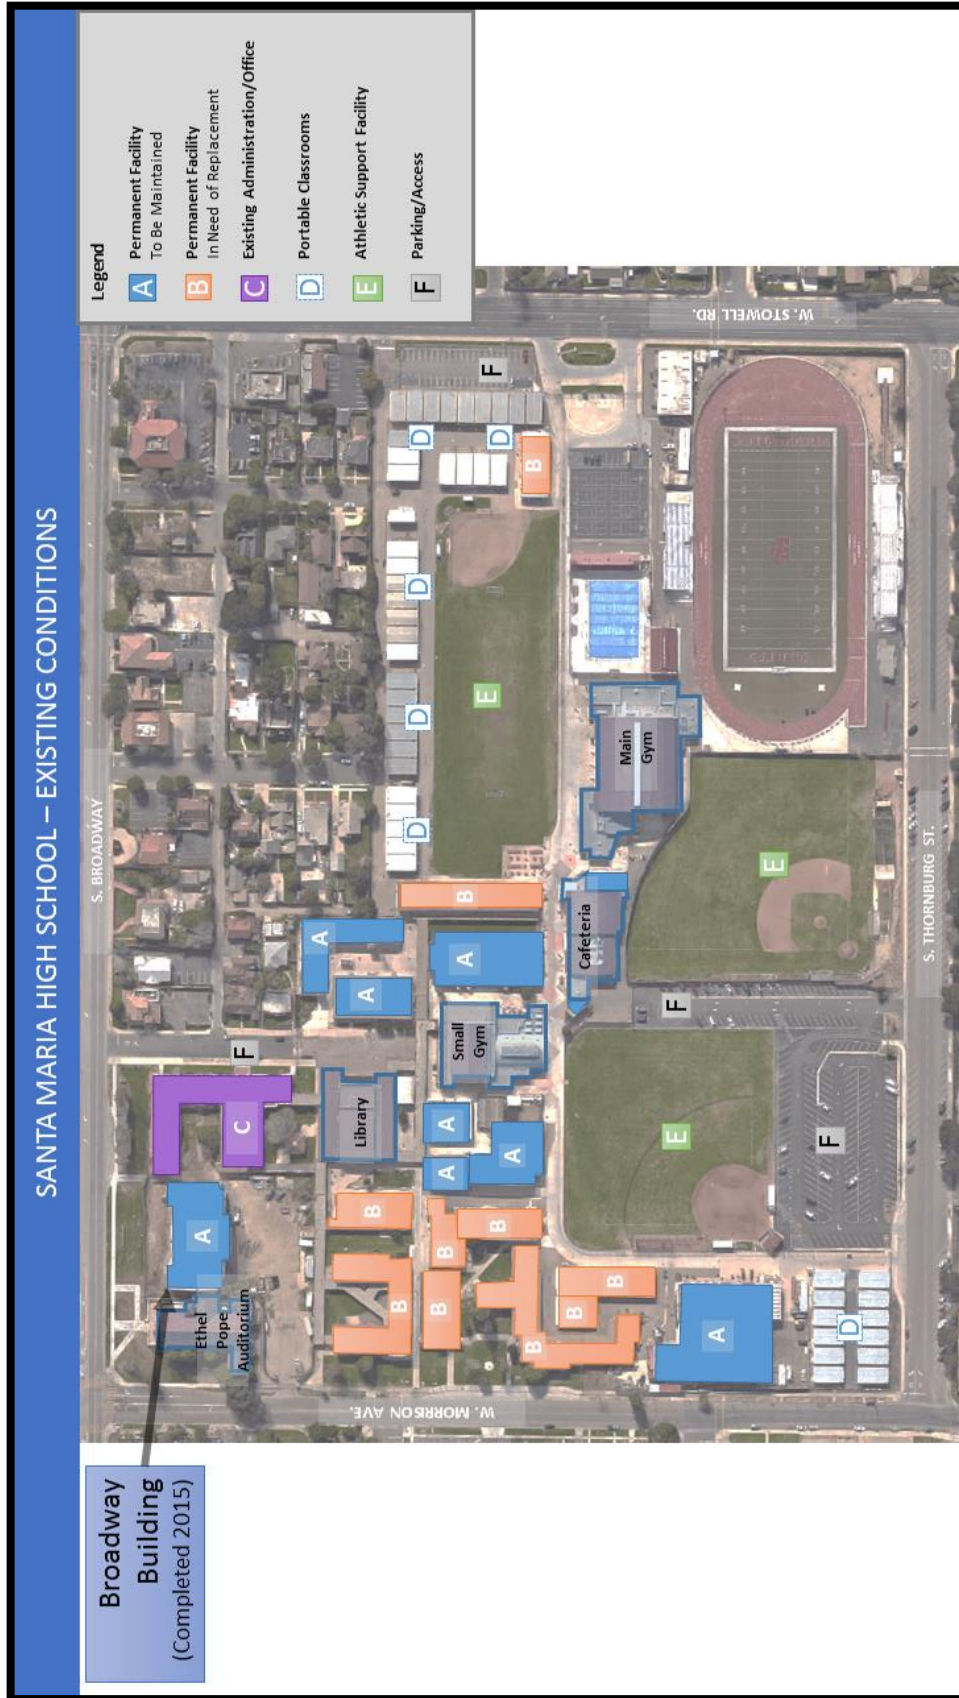 SANTA MARIA HIGH SCHOOL – EXISTING CONDITIONS
Broadway
Building
(Completed 2015)
Legend
A Permanent Facility
To Be Maintained
B Permanent Facility
In Need of Replacement
C Existing Administration/Office
D Portable Classrooms
E Athletic Support Facility
F Parking/Access
S. BROADWAY
W. MORRISON AVE.
W. STOWELL RD.
S. THORNBURG ST.
Ethel
Pope
Auditorium
A
C
F
Library
A
A
B
B
B
B
B
B
B
B
A
A
A
Small
Gym
A
B
D
D
D
D
D
B
F
E
Cafeteria
Main
Gym
A
D
E
F
F
E